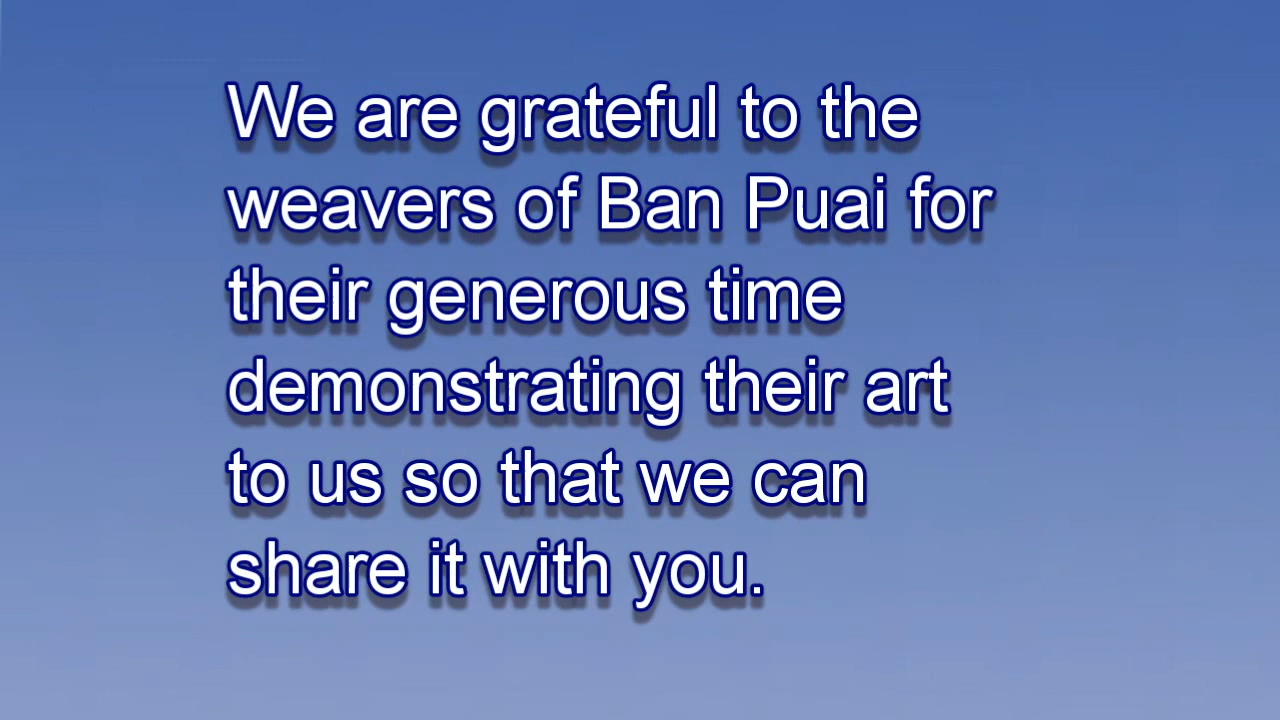 We are grateful to the
weavers of Ban Puai for
their generous time
demonstrating their art
to us so that we can
share it with you.